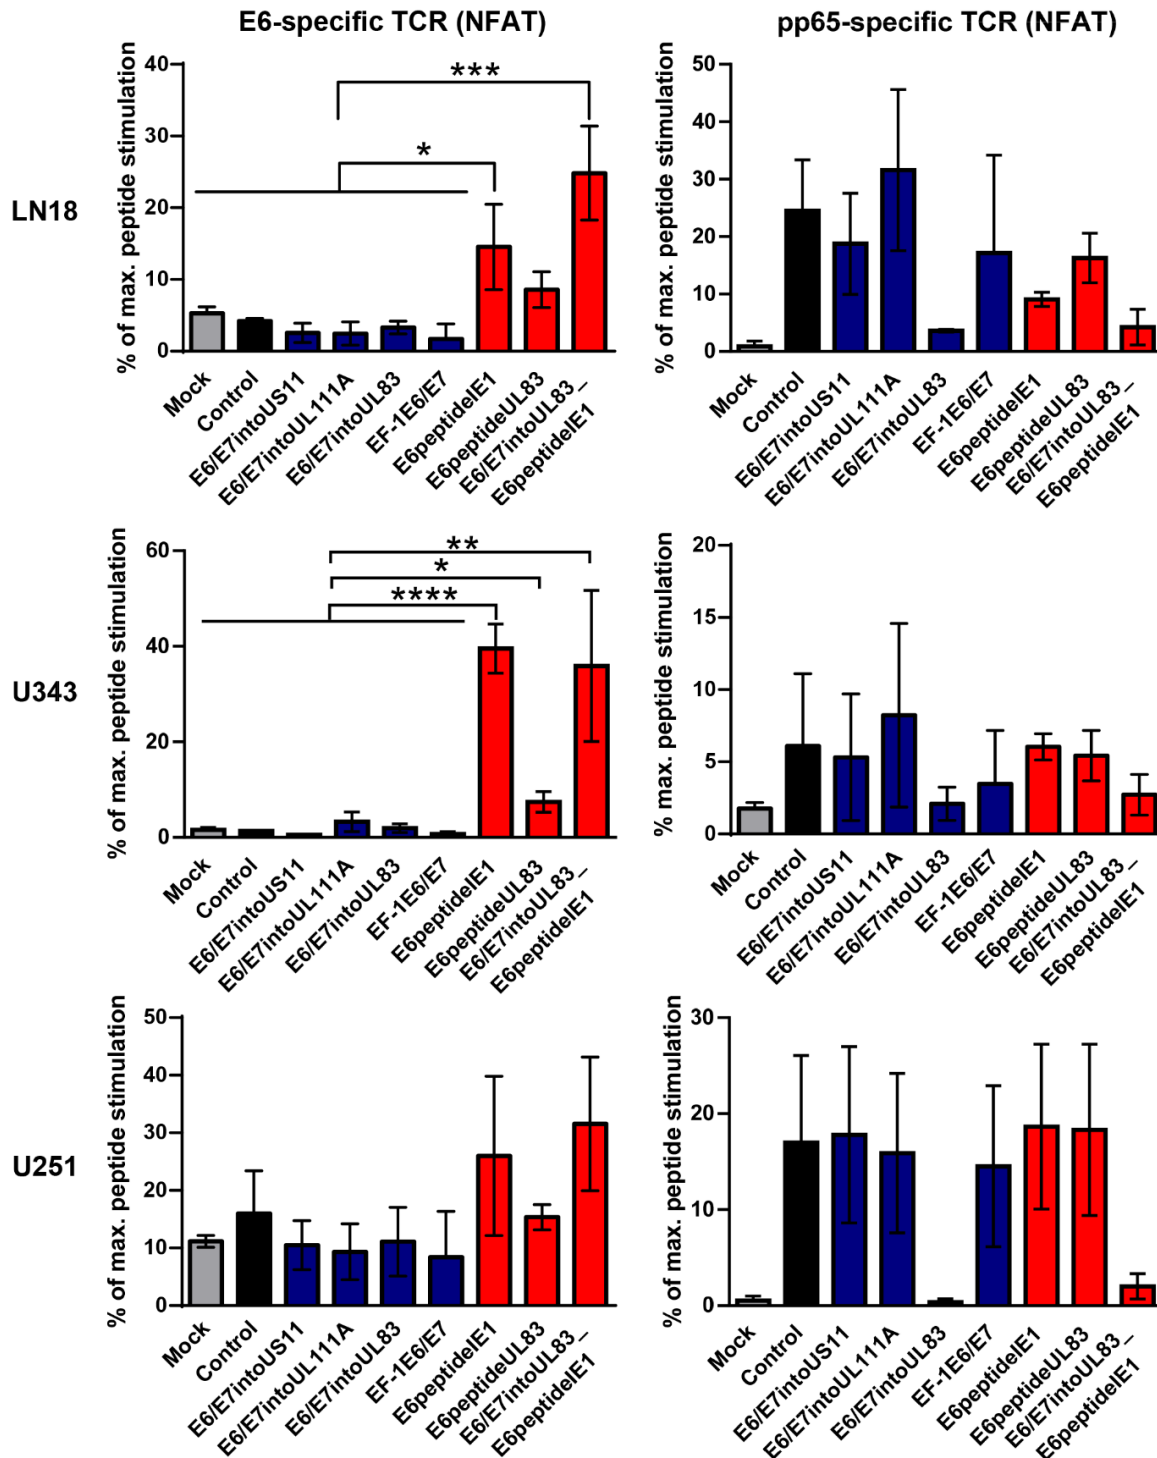 E6-specific TCR (NFAT)
pp65-specific TCR (NFAT)
LN18
% of max. peptide stimulation
40
30
20
10
0
***
*
Mock
Control
E6/E7intoUS11
E6/E7intoUL111A
E6/E7intoUL83
EF-1E6/E7
E6peptideIE1
E6peptideUL83
E6/E7intoUL83_
E6peptideIE1
% of max. peptide stimulation
50
40
30
20
10
0
Mock
Control
E6/E7intoUS11
E6/E7intoUL111A
E6/E7intoUL83
EF-1E6/E7
E6peptideIE1
E6peptideUL83
E6/E7intoUL83_
E6peptideIE1
U343
% of max. peptide stimulation
60
40
20
0
**
*
****
Mock
Control
E6/E7intoUS11
E6/E7intoUL111A
E6/E7intoUL83
EF-1E6/E7
E6peptideIE1
E6peptideUL83
E6/E7intoUL83_
E6peptideIE1
% max. peptide stimulation
20
15
10
5
0
Mock
Control
E6/E7intoUS11
E6/E7intoUL111A
E6/E7intoUL83
EF-1E6/E7
E6peptideIE1
E6peptideUL83
E6/E7intoUL83_
E6peptideIE1
U251
% of max. peptide stimulation
50
40
30
20
10
0
Mock
Control
E6/E7intoUS11
E6/E7intoUL111A
E6/E7intoUL83
EF-1E6/E7
E6peptideIE1
E6peptideUL83
E6/E7intoUL83_
E6peptideIE1
% of max. peptide stimulation
30
20
10
0
Mock
Control
E6/E7intoUS11
E6/E7intoUL111A
E6/E7intoUL83
EF-1E6/E7
E6peptideIE1
E6peptideUL83
E6/E7intoUL83_
E6peptideIE1